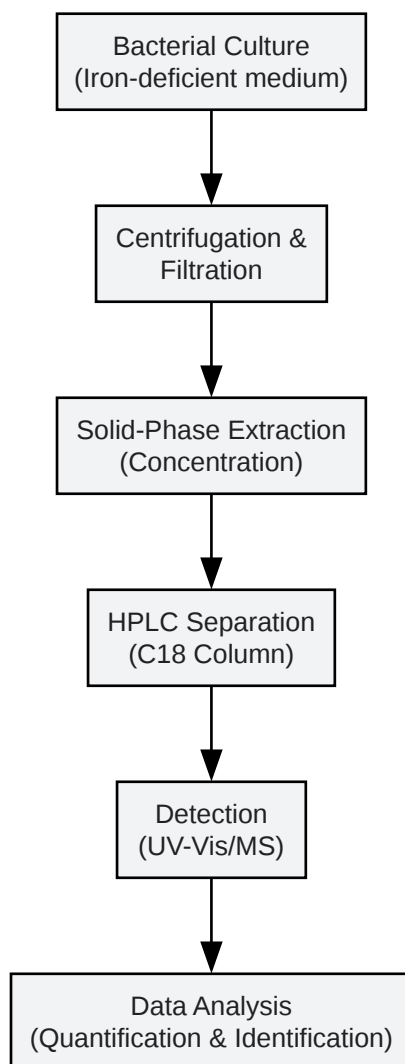 Bacterial Culture
(Iron-deficient medium)
Centrifugation &
Filtration
Solid-Phase Extraction
(Concentration)
HPLC Separation
(C18 Column)
Detection
(UV-Vis/MS)
Data Analysis
(Quantification & Identification)